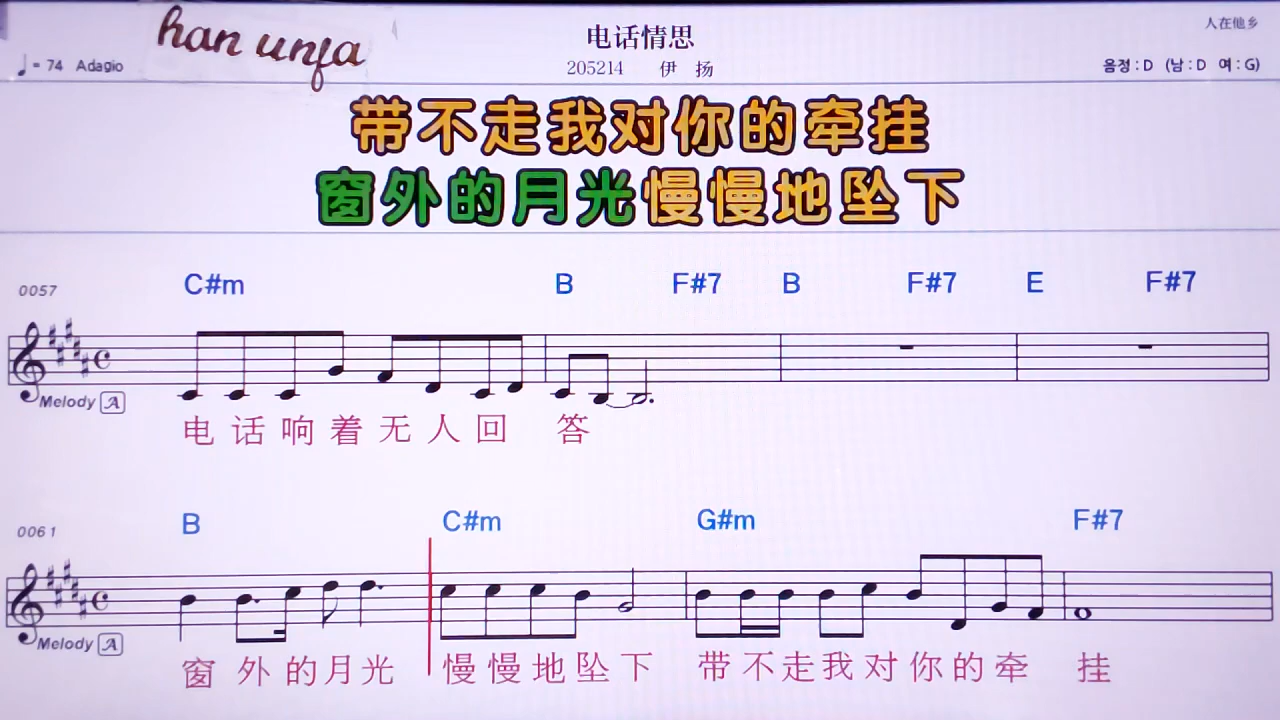 han unfa
电话情思
人在他乡
♩= 74 Adagio
205214 伊 扬
음정 : D (남 : D 여 : G)
带不走我对你的牵挂
窗外的月光慢慢地坠下
0057
C#m B F#7 B F#7 E F#7
Melody A
电 话 响 着 无 人 回 答
0061
B C#m G#m F#7
Melody A
窗 外 的 月 光 慢 慢 地 坠 下 带 不 走 我 对 你 的 牵 挂